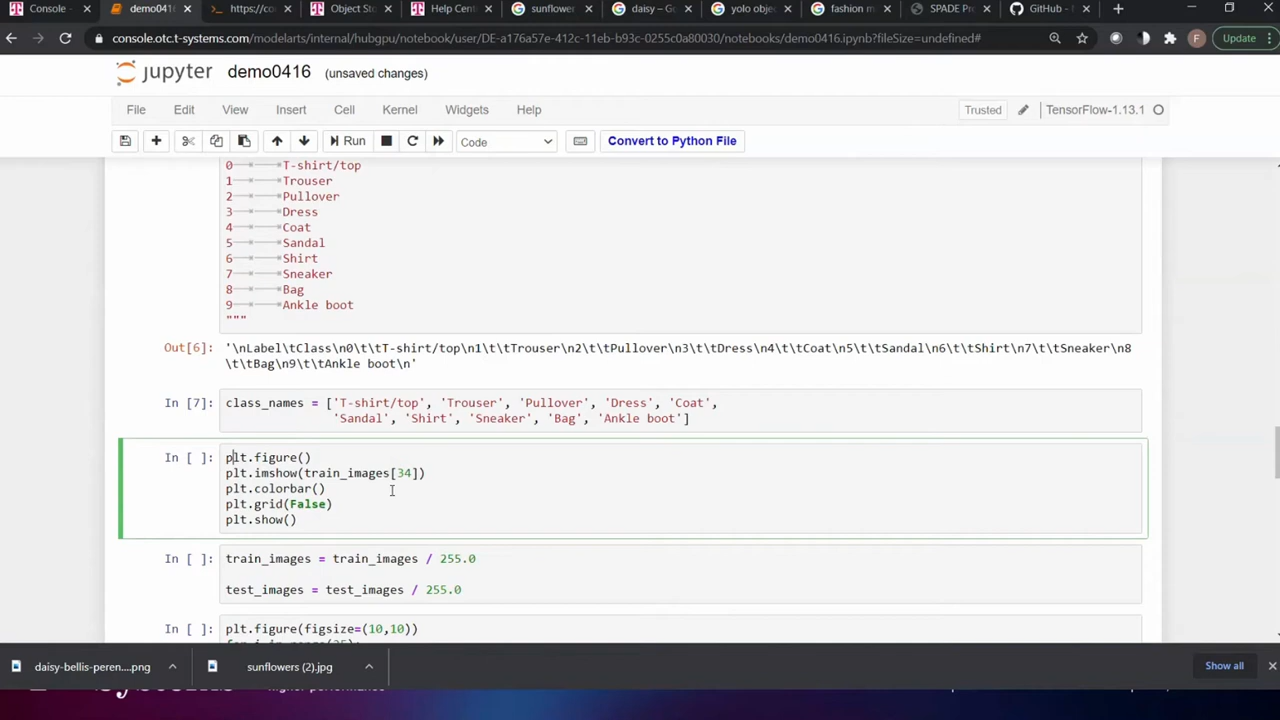 Console -
demo0416
https://co
Object Sto
Help Cent
sunflower
daisy – Go
yolo obje
fashion m
SPADE Pro
GitHub - N
console.otc.t-systems.com/modelarts/internal/hubgpu/notebook/user/DE-a176a57e-412c-11eb-b93c-0255c0a80030/notebooks/demo0416.ipynb?fileSize=undefined#
F
Update
jupyter demo0416 (unsaved changes)
File Edit View Insert Cell Kernel Widgets Help
Trusted
TensorFlow-1.13.1
Run
Code
Convert to Python File
0 T-shirt/top
1 Trouser
2 Pullover
3 Dress
4 Coat
5 Sandal
6 Shirt
7 Sneaker
8 Bag
9 Ankle boot
"""
Out[6]: '\nLabel\tClass\n0\t\tT-shirt/top\n1\t\tTrouser\n2\t\tPullover\n3\t\tDress\n4\t\tCoat\n5\t\tSandal\n6\t\tShirt\n7\t\tSneaker\n8
\t\tBag\n9\t\tAnkle boot\n'
In [7]: class_names = ['T-shirt/top', 'Trouser', 'Pullover', 'Dress', 'Coat',
'Sandal', 'Shirt', 'Sneaker', 'Bag', 'Ankle boot']
In [ ]: plt.figure()
plt.imshow(train_images[34])
plt.colorbar()
plt.grid(False)
plt.show()
In [ ]: train_images = train_images / 255.0
test_images = test_images / 255.0
In [ ]: plt.figure(figsize=(10,10))
for i in range(25):
daisy-bellis-peren....png
sunflowers (2).jpg
Show all